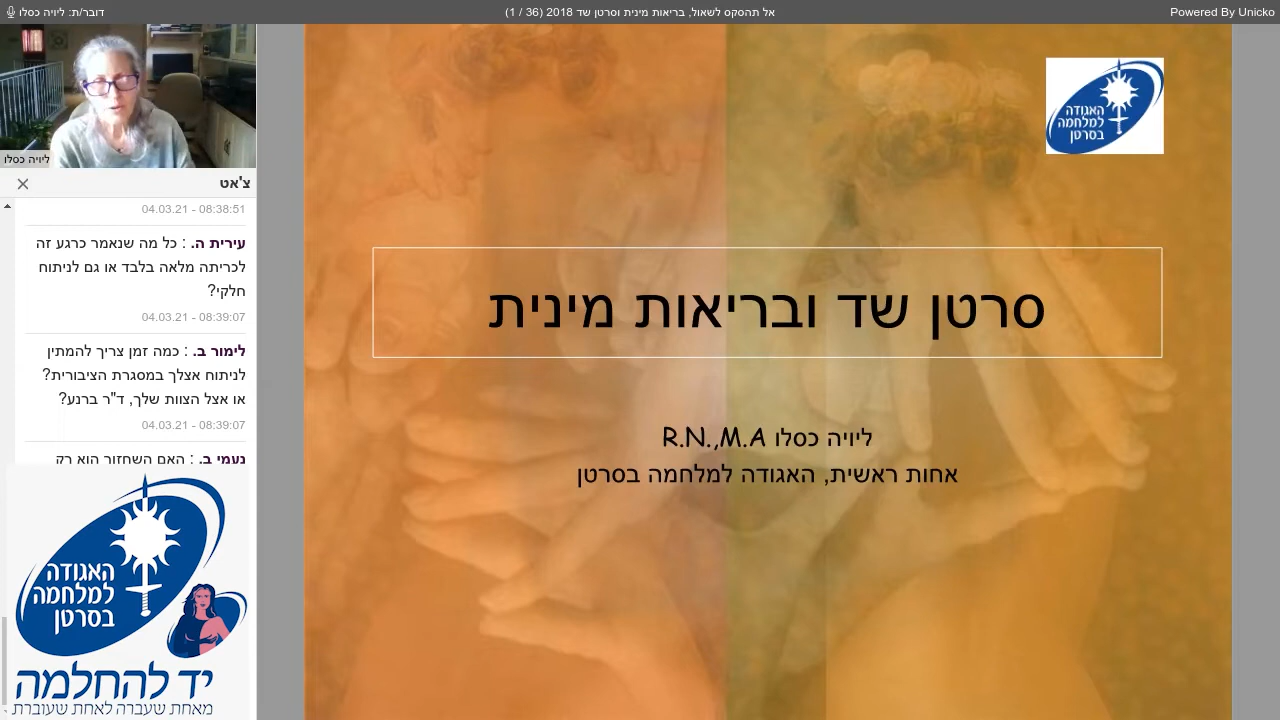 דובר/ת: ליויה כסלו
אל תהסקס לשאול, בריאות מינית וסרטן שד 2018 (36 / 1)
Powered By Unicko
ליויה כסלו
צ'אט
04.03.21 - 08:38:51
עירית ה. : כל מה שנאמר כרגע זה
לכריתה מלאה בלבד או גם לניתוח
חלקי?
04.03.21 - 08:39:07
לימור ב. : כמה זמן צריך להמתין
לניתוח אצלך במסגרת הציבורית?
או אצל הצוות שלך, ד"ר ברנע?
04.03.21 - 08:39:07
נעמי ב. : האם השחזור הוא רק
האגודה
למלחמה
בסרטן
יד להחלמה
מאחת שעברה לאחת שעוברת
האגודה
למלחמה
בסרטן
סרטן שד ובריאות מינית
ליויה כסלו R.N.,M.A
אחות ראשית, האגודה למלחמה בסרטן